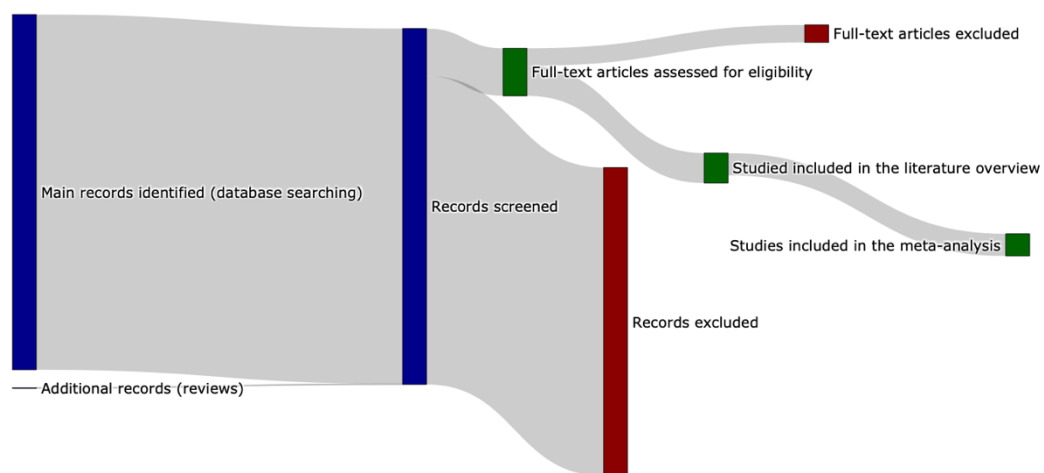 Full-text articles excluded
Full-text articles assessed for eligibility
Studied included in the literature overview
Main records identified (database searching)
Records screened
Studies included in the meta-analysis
Records excluded
Additional records (reviews)